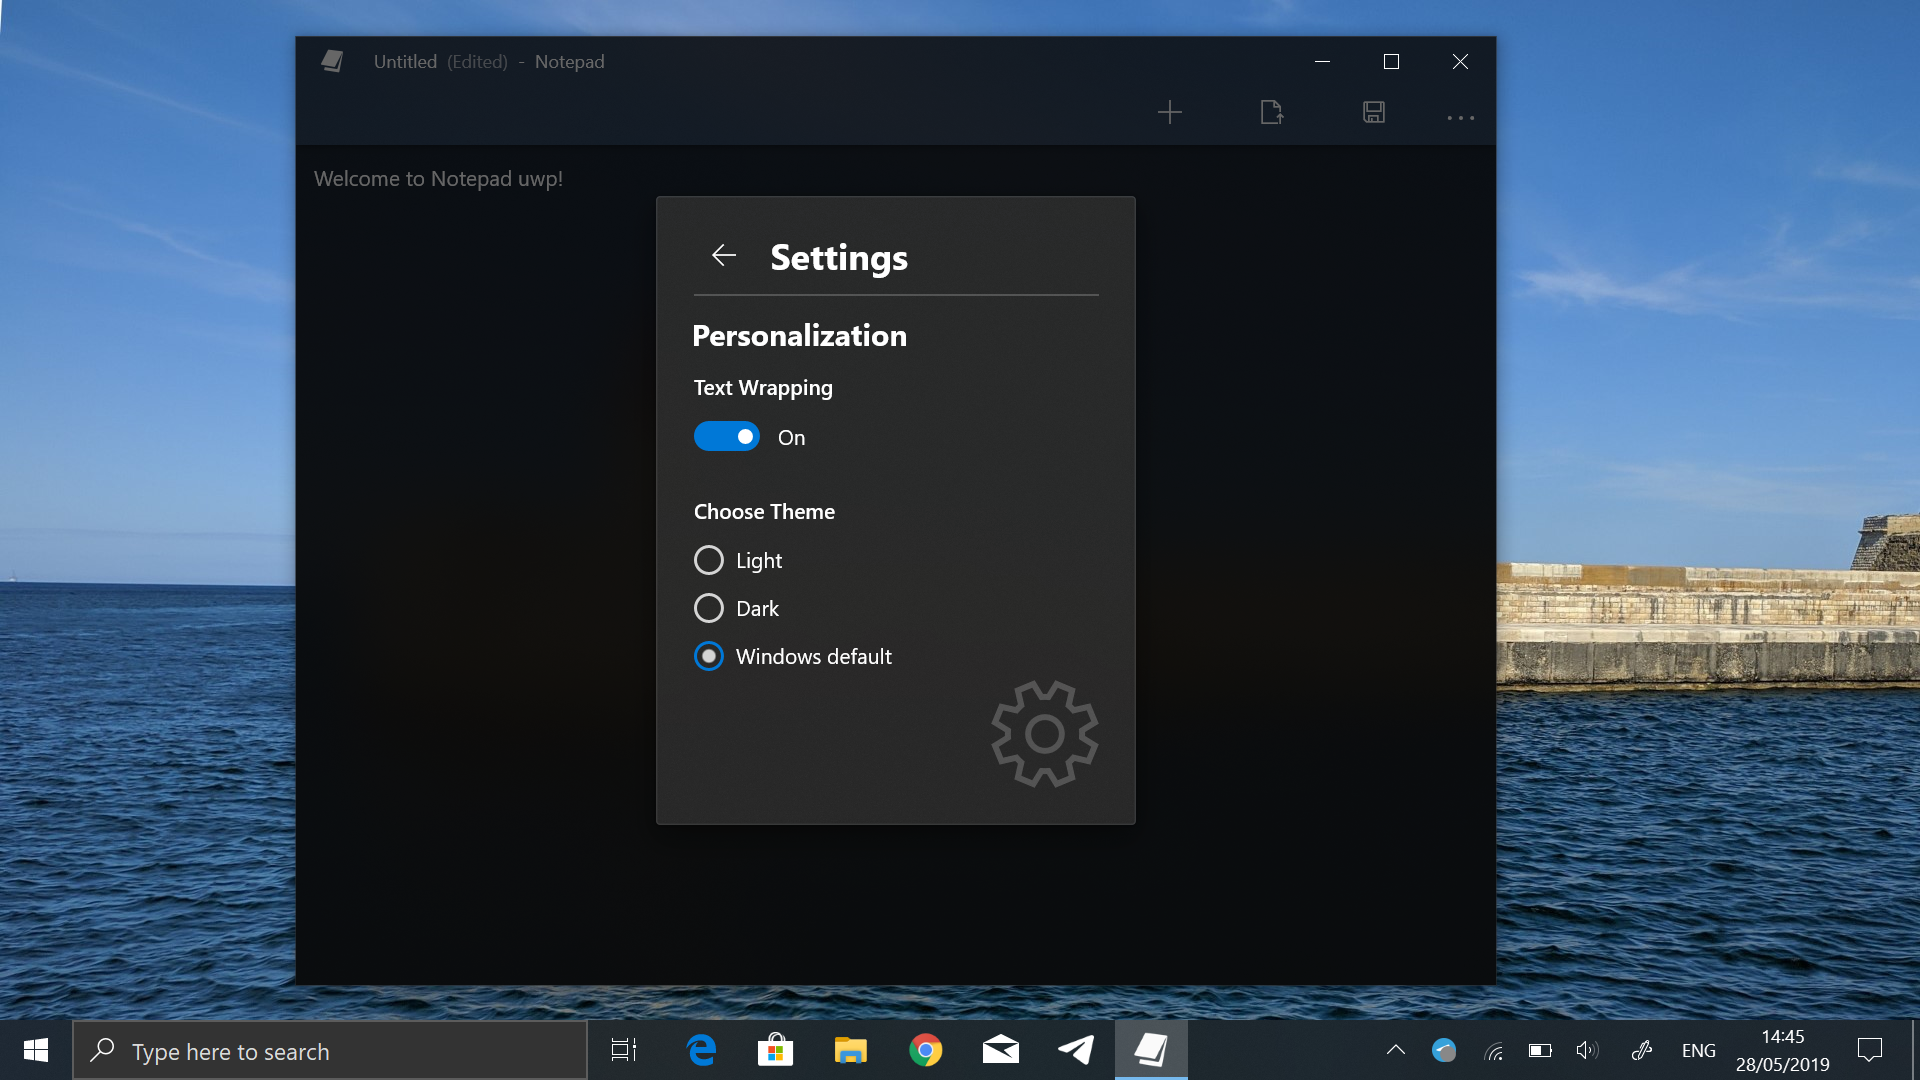 Untitled (Edited) - Notepad
Welcome to Notepad uwp!
Settings
Personalization
Text Wrapping
On
Choose Theme
Light
Dark
Windows default
Type here to search
ENG
14:45
28/05/2019